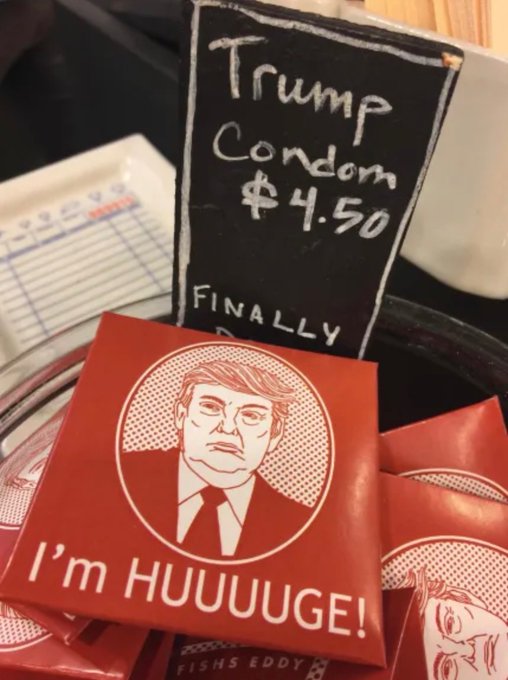 Trump
Condom
$4.50
FINALLY
I'm HUUUUGE!
FISHS EDDY